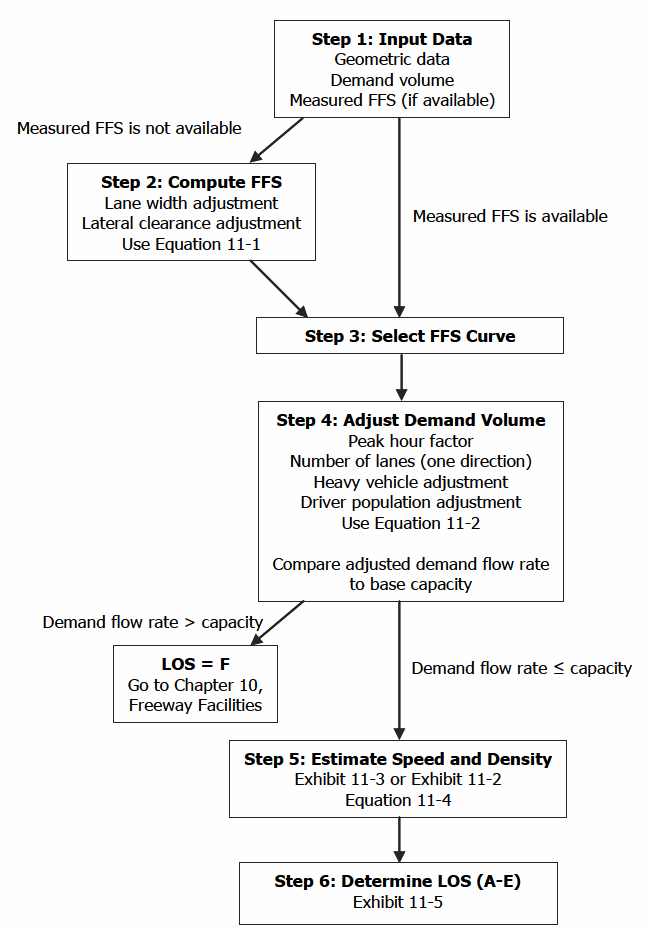 Step 1: Input Data
Geometric data
Demand volume
Measured FFS (if available)
Measured FFS is not available
Step 2: Compute FFS
Lane width adjustment
Lateral clearance adjustment
Use Equation 11-1
Measured FFS is available
Step 3: Select FFS Curve
Step 4: Adjust Demand Volume
Peak hour factor
Number of lanes (one direction)
Heavy vehicle adjustment
Driver population adjustment
Use Equation 11-2
Compare adjusted demand flow rate
to base capacity
Demand flow rate > capacity
LOS = F
Go to Chapter 10,
Freeway Facilities
Demand flow rate ≤ capacity
Step 5: Estimate Speed and Density
Exhibit 11-3 or Exhibit 11-2
Equation 11-4
Step 6: Determine LOS (A-E)
Exhibit 11-5